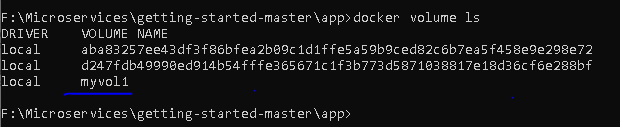 F:\Microservices\getting-started-master\app>docker volume ls
DRIVER    VOLUME NAME
local     aba83257ee43df3f86bfea2b09c1d1ffe5a59b9ced82c6b7ea5f458e9e298e72
local     d247fdb49990ed914b54fffe365671c1f3b773d5871038817e18d36cf6e288bf
local     myvol1
F:\Microservices\getting-started-master\app>